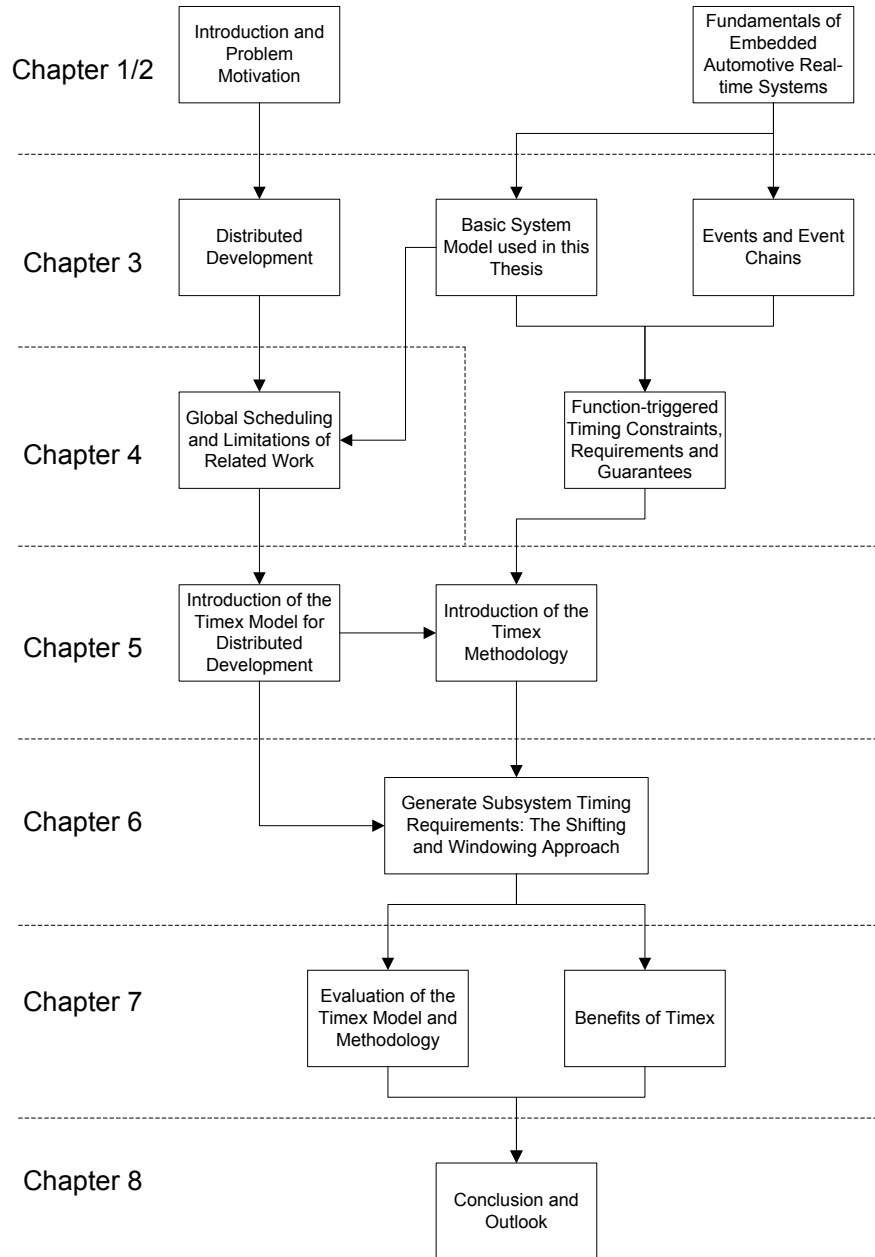 Chapter 1/2
Introduction and
Problem
Motivation
Fundamentals of
Embedded
Automotive Real-
time Systems
Chapter 3
Distributed
Development
Basic System
Model used in this
Thesis
Events and Event
Chains
Chapter 4
Global Scheduling
and Limitations of
Related Work
Function-triggered
Timing Constraints,
Requirements and
Guarantees
Chapter 5
Introduction of the
Timex Model for
Distributed
Development
Introduction of the
Timex
Methodology
Chapter 6
Generate Subsystem Timing
Requirements: The Shifting
and Windowing Approach
Chapter 7
Evaluation of the
Timex Model and
Methodology
Benefits of Timex
Chapter 8
Conclusion and
Outlook